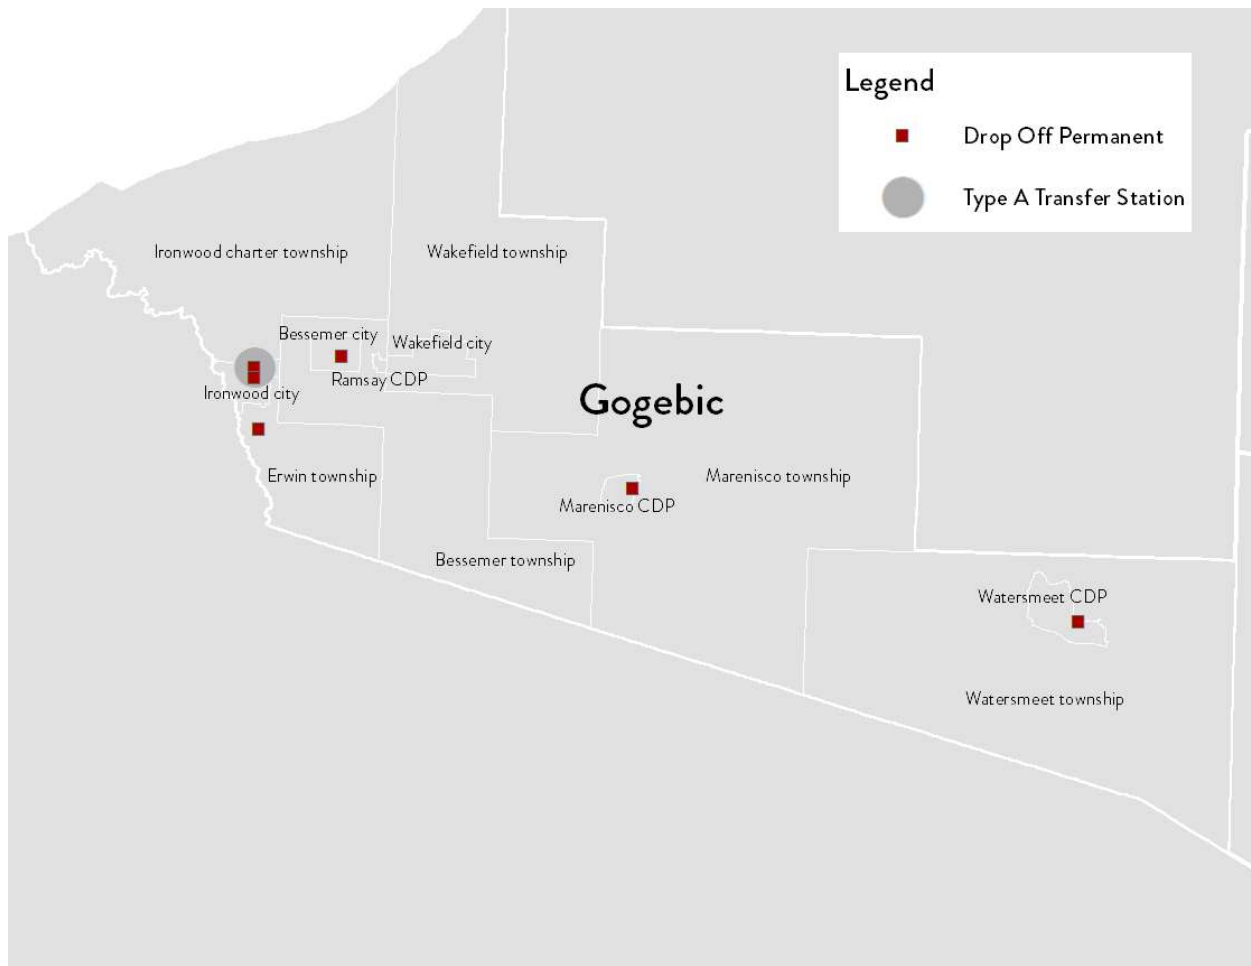 Legend
Drop Off Permanent
Type A Transfer Station
Ironwood charter township
Wakefield township
Bessemer city
Wakefield city
Ramsay CDP
Ironwood city
Gogebic
Erwin township
Marenisco township
Marenisco CDP
Bessemer township
Watersmeet CDP
Watersmeet township